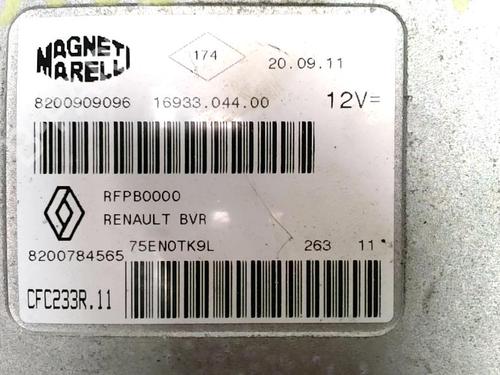 MAGNETI
MARELLI
174
20.09.11
8200909096 16933.044.00 12V=
RFPB0000
RENAULT BVR
75EN0TK9L 263 11
8200784565
CFC233R.11